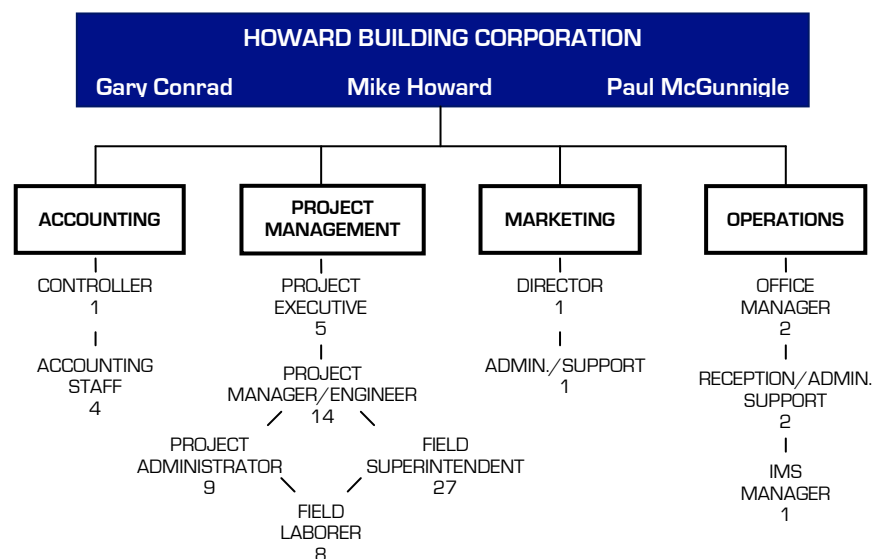 HOWARD BUILDING CORPORATION
Gary Conrad Mike Howard Paul McGunnigle
ACCOUNTING
CONTROLLER
1
ACCOUNTING
STAFF
4
PROJECT
MANAGEMENT
PROJECT
EXECUTIVE
5
PROJECT
MANAGER/ENGINEER
14
PROJECT
ADMINISTRATOR
9
FIELD
SUPERINTENDENT
27
FIELD
LABORER
8
MARKETING
DIRECTOR
1
ADMIN./SUPPORT
1
OPERATIONS
OFFICE
MANAGER
2
RECEPTION/ADMIN.
SUPPORT
2
IMS
MANAGER
1